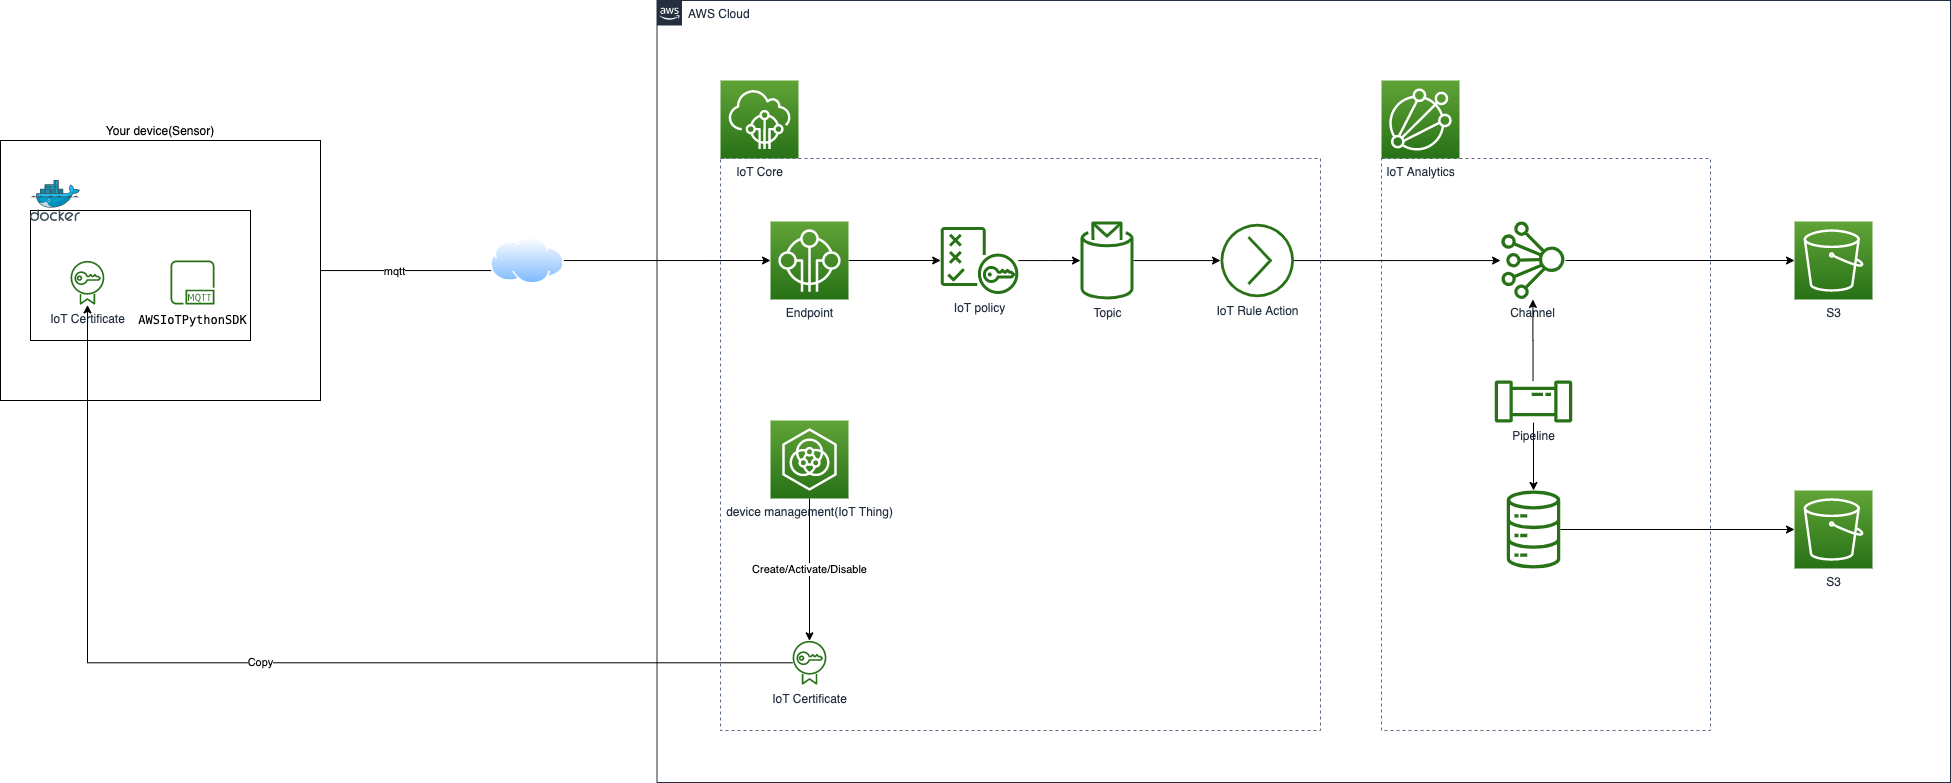 aws
AWS Cloud
Your device(Sensor)
docker
IoT Certificate
MQTT
AWSIoTPythonSDK
mqtt
IoT Core
IoT Analytics
Endpoint
IoT policy
Topic
IoT Rule Action
Channel
S3
Pipeline
device management(IoT Thing)
Create/Activate/Disable
S3
Copy
IoT Certificate